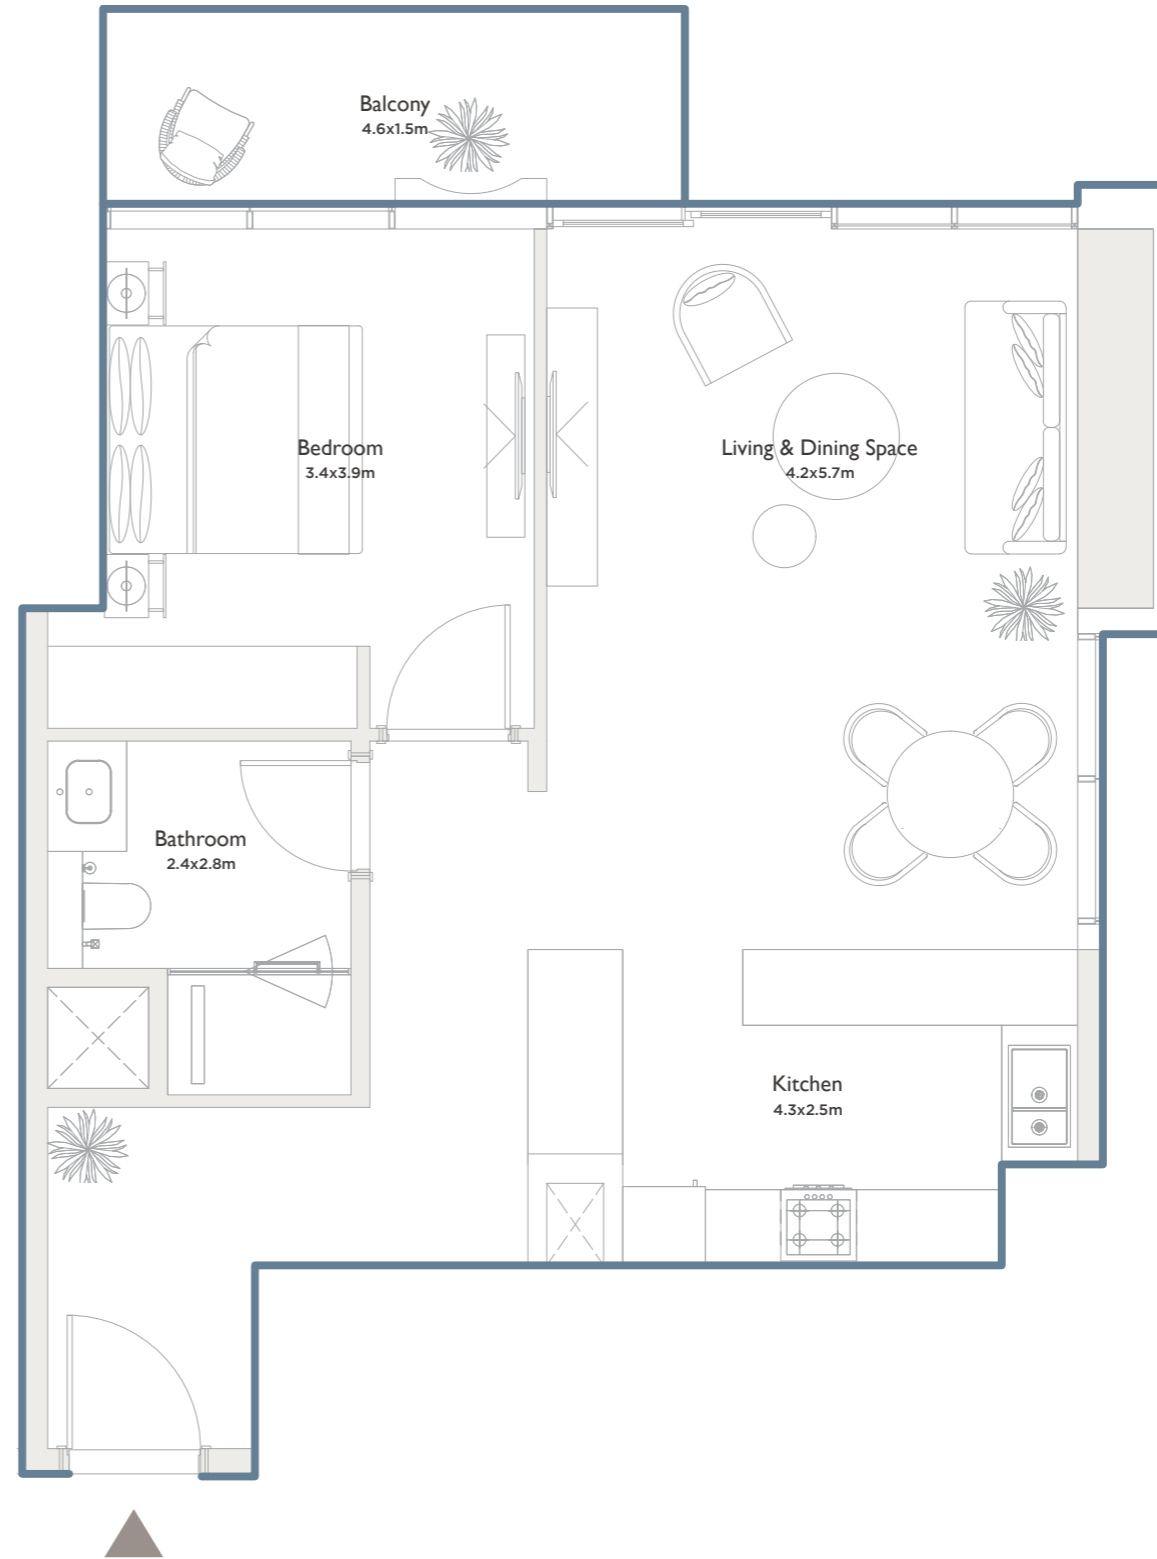 Balcony
4.6x1.5m
Bedroom
3.4x3.9m
Living & Dining Space
4.2x5.7m
Bathroom
2.4x2.8m
Kitchen
4.3x2.5m